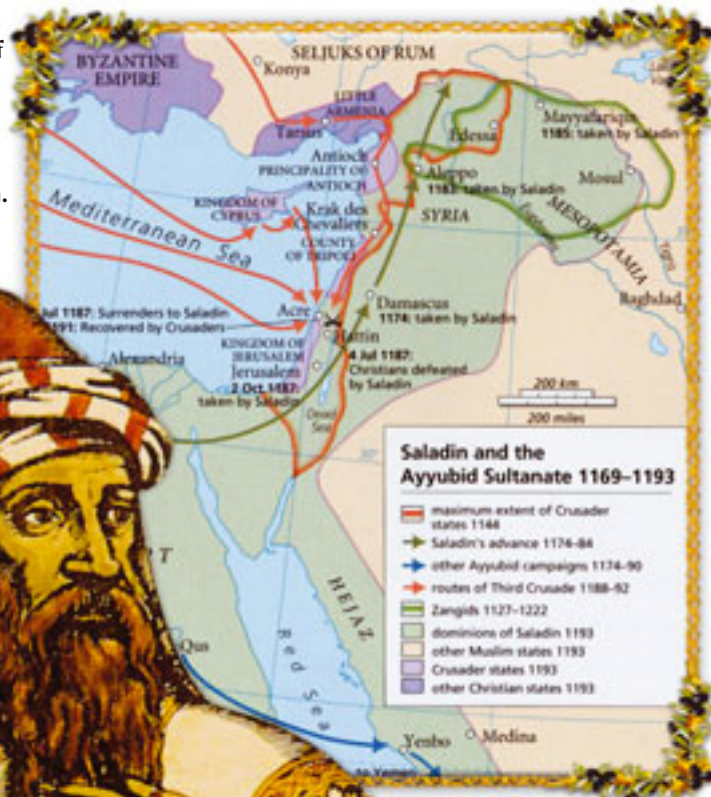 BYZANTINE
EMPIRE
SELJUKS OF RUM
Konya
LITTLE
ARMENIA
Tarsus
Edessa
Mayyafariqin
1185: taken by Saladin
Antioch
PRINCIPALITY OF
ANTIOCH
Aleppo
1183: taken by Saladin
Mosul
KINGDOM OF
CYPRUS
Krak des
Chevaliers
SYRIA
MESOPOTAMIA
Euphrates
Tigris
Mediterranean Sea
COUNTY
OF TRIPOLI
Baghdad
Jul 1187: Surrenders to Saladin
1191: Recovered by Crusaders
Acre
Damascus
1174: taken by Saladin
Hattin
Alexandria
KINGDOM OF
JERUSALEM
Jerusalem
2 Oct 1187:
taken by Saladin
4 Jul 1187:
Christians defeated
by Saladin
Dead
Sea
200 km
200 miles
30°
Saladin and the
Ayyubid Sultanate 1169–1193
maximum extent of Crusader
states 1144
Saladin's advance 1174–84
other Ayyubid campaigns 1174–90
routes of Third Crusade 1188–92
Zangids 1127–1222
dominions of Saladin 1193
other Muslim states 1193
Crusader states 1193
other Christian states 1193
P T
HEJAZ
Qus
Red Sea
Yenbo
Medina
to Yemen